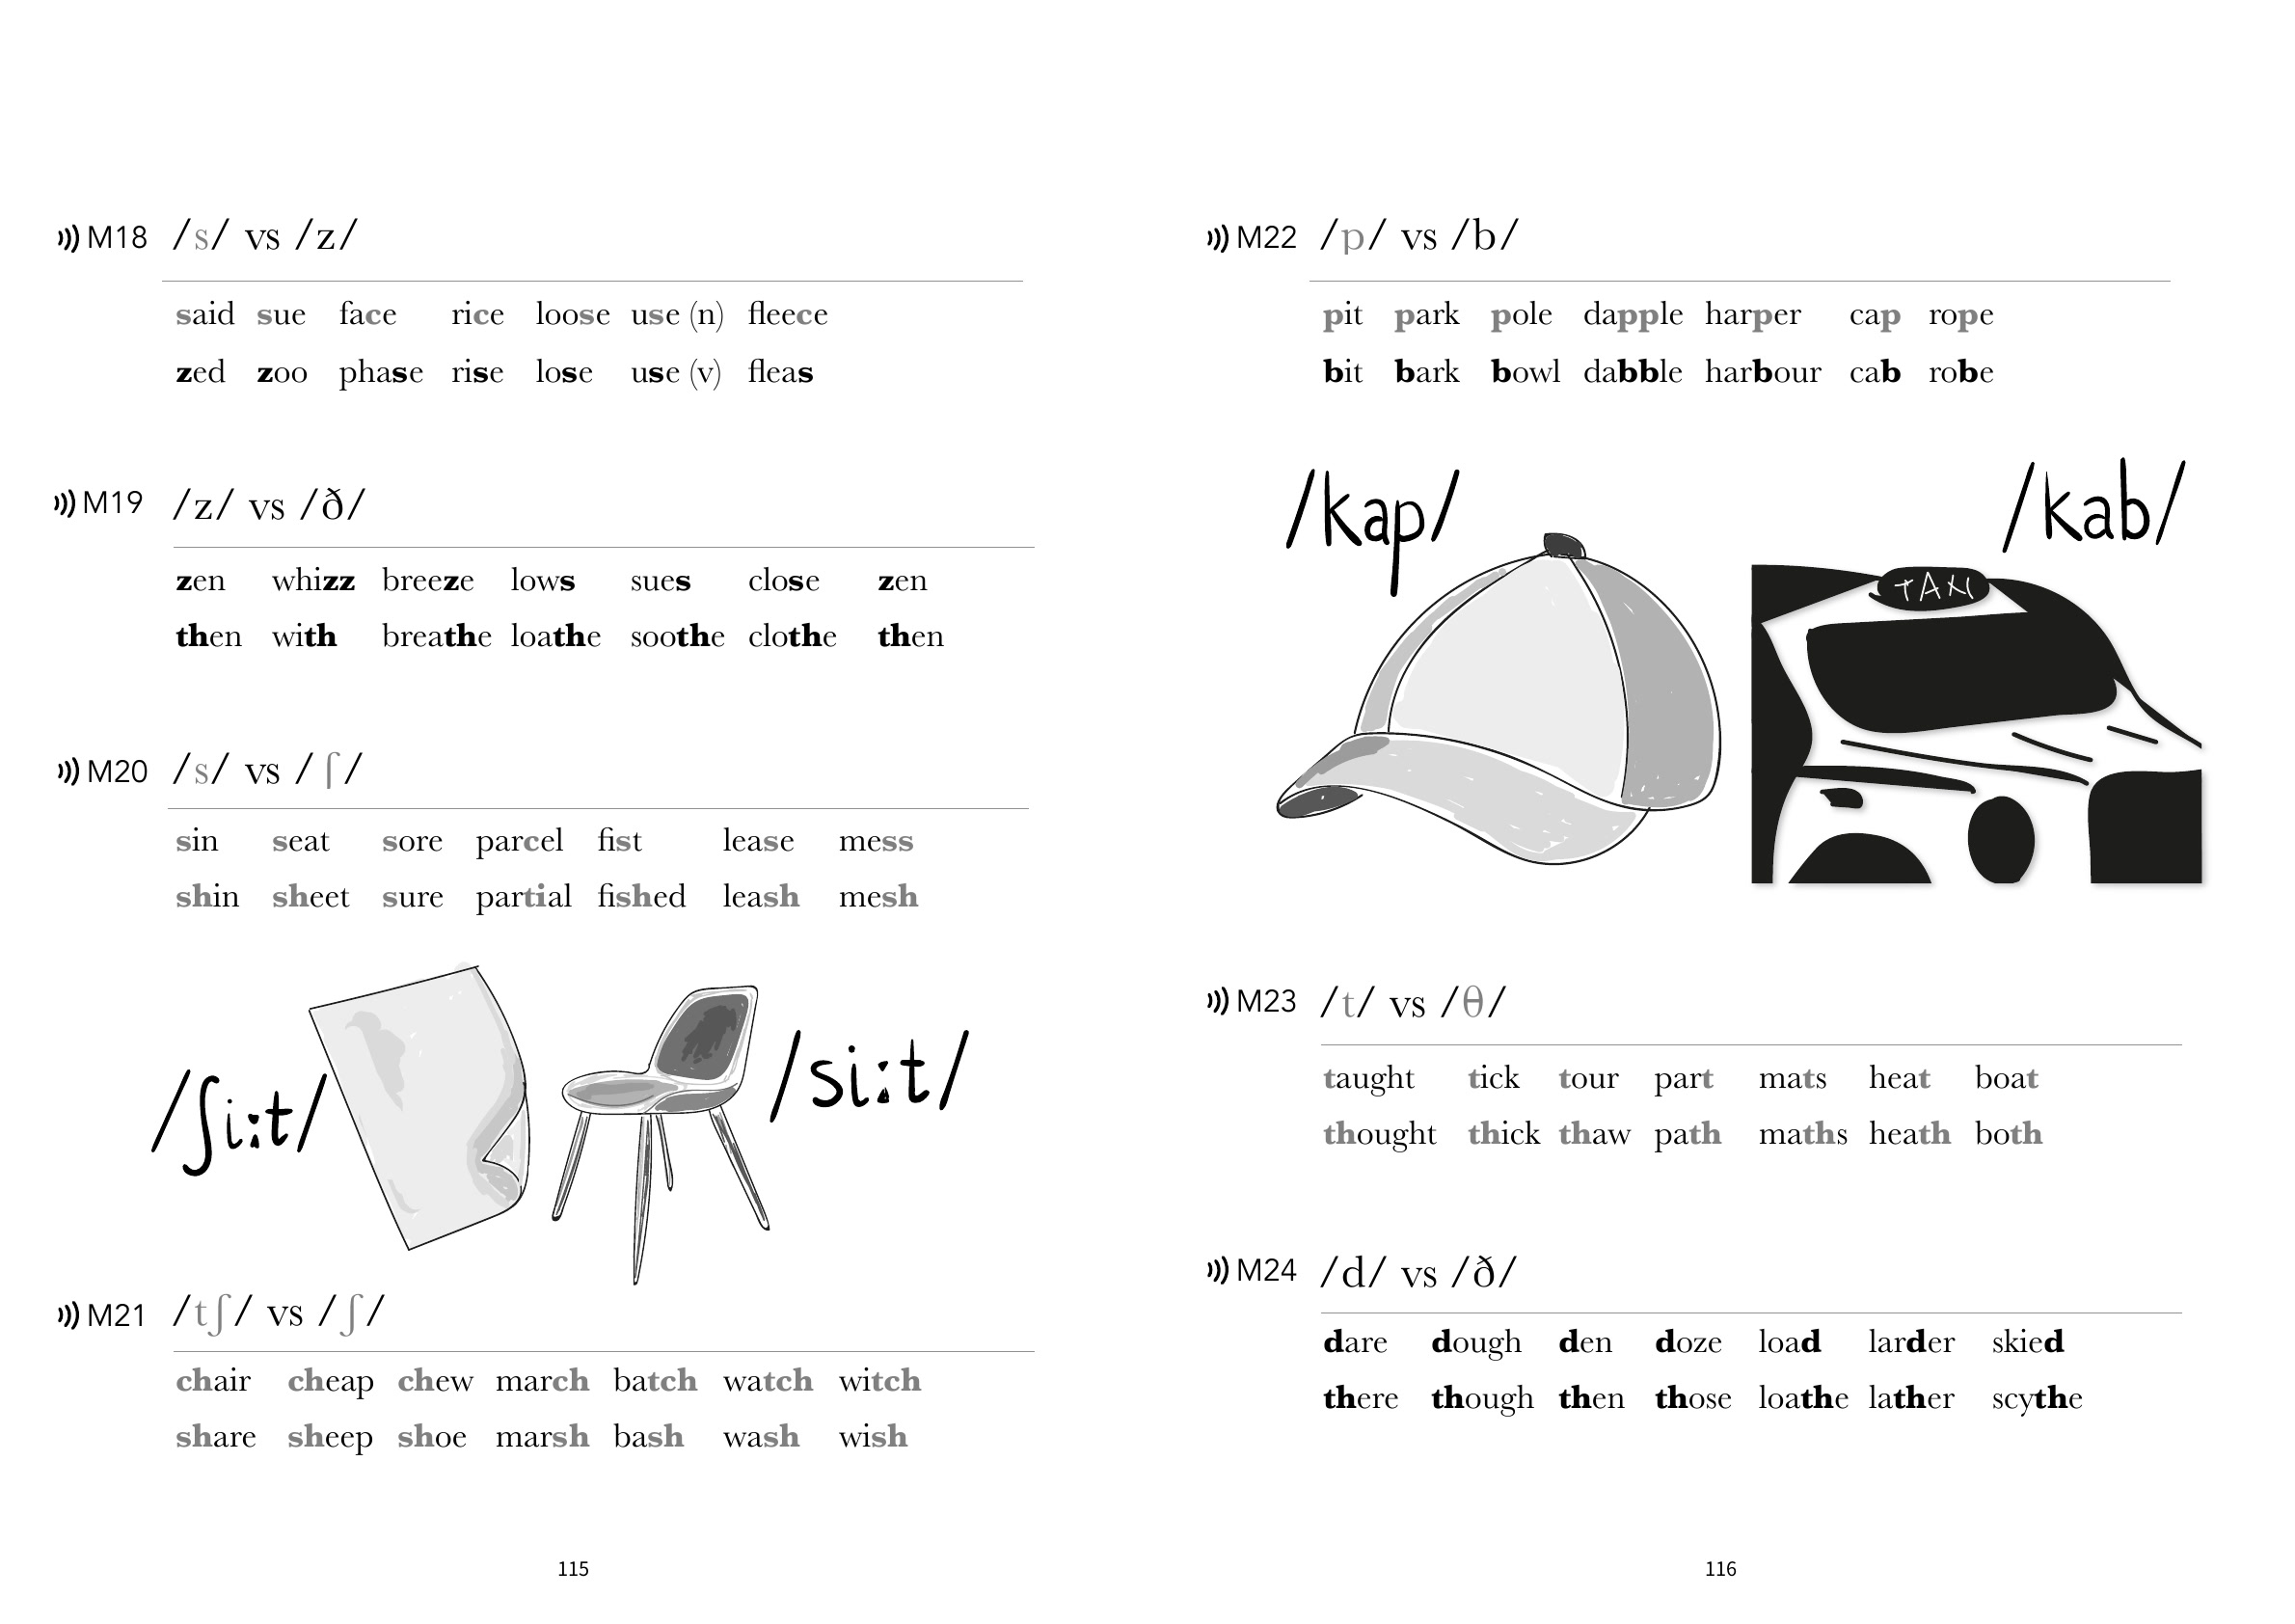 M18 /s/ vs /z/
said sue face rice loose use (n) fleece
zed zoo phase rise lose use (v) fleas
M19 /z/ vs /ð/
zen whizz breeze lows sues close zen
then with breathe loathe soothe clothe then
M20 /s/ vs / ʃ/
sin seat sore parcel fist lease mess
shin sheet sure partial fished leash mesh
/ʃi:t/
/si:t/
M21 /tʃ/ vs /ʃ/
chair cheap chew march batch watch witch
share sheep shoe marsh bash wash wish
115
M22 /p/ vs /b/
pit park pole dapple harper cap rope
bit bark bowl dabble harbour cab robe
/kap/
/kab/
TAXI
M23 /t/ vs /θ/
taught tick tour part mats heat boat
thought thick thaw path maths heath both
M24 /d/ vs /ð/
dare dough den doze load larder skied
there though then those loathe lather scythe
116